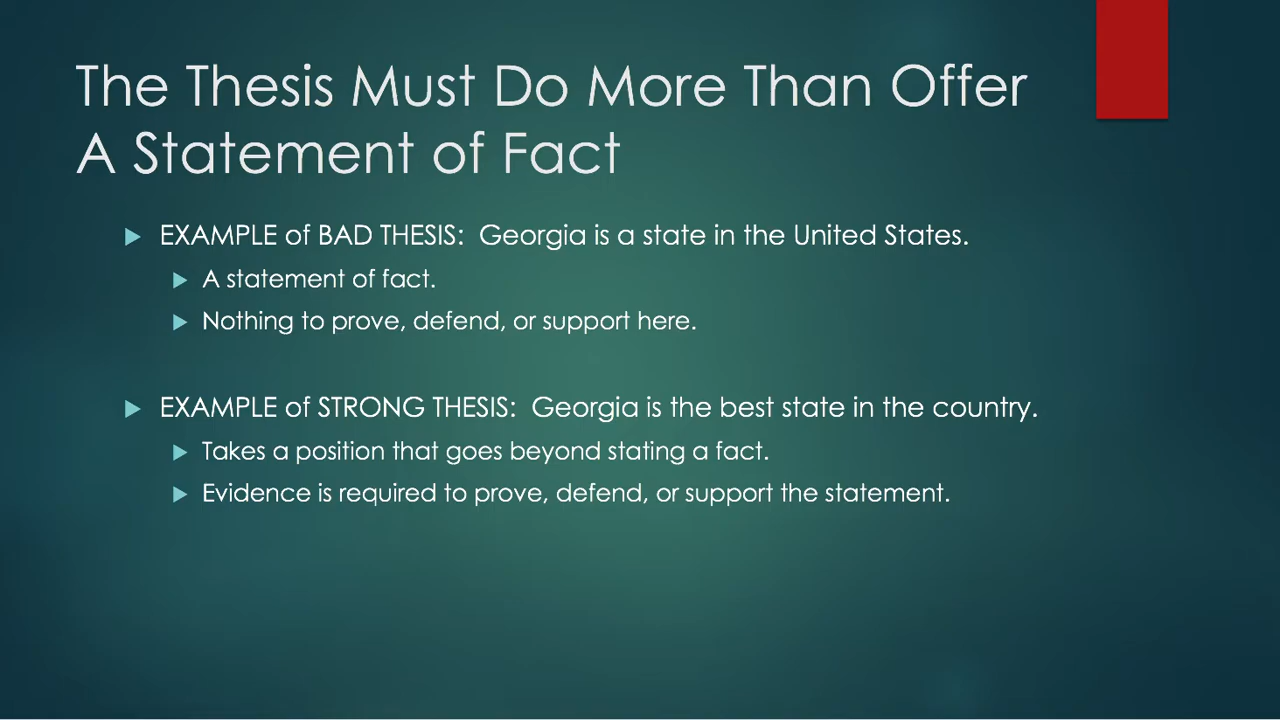 The Thesis Must Do More Than Offer
A Statement of Fact
EXAMPLE of BAD THESIS:  Georgia is a state in the United States.
A statement of fact.
Nothing to prove, defend, or support here.
EXAMPLE of STRONG THESIS:  Georgia is the best state in the country.
Takes a position that goes beyond stating a fact.
Evidence is required to prove, defend, or support the statement.